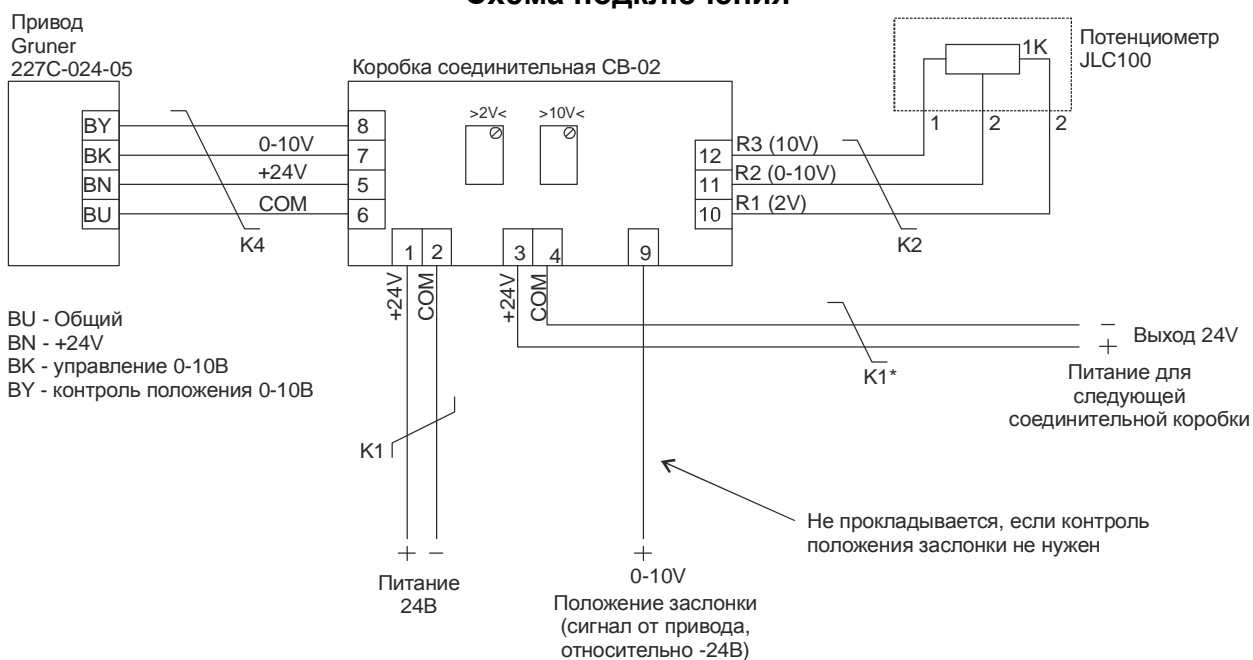 Схема подключения
Привод
Gruner
227C-024-05
Коробка соединительная CB-02
1K
Потенциометр
JLC100
BY
BK
BN
BU
0-10V
+24V
COM
K4
8
7
5
6
>2V<
>10V<
12
11
10
R3 (10V)
R2 (0-10V)
R1 (2V)
K2
1
2
2
1
2
3
4
9
+24V
COM
+24V
COM
BU - Общий
BN - +24V
BK - управление 0-10В
BY - контроль положения 0-10В
K1
K1*
−
+
Выход 24V
Питание для
следующей
соединительной коробки
Не прокладывается, если контроль
положения заслонки не нужен
+ −
Питание
24В
+
0-10V
Положение заслонки
(сигнал от привода,
относительно -24В)